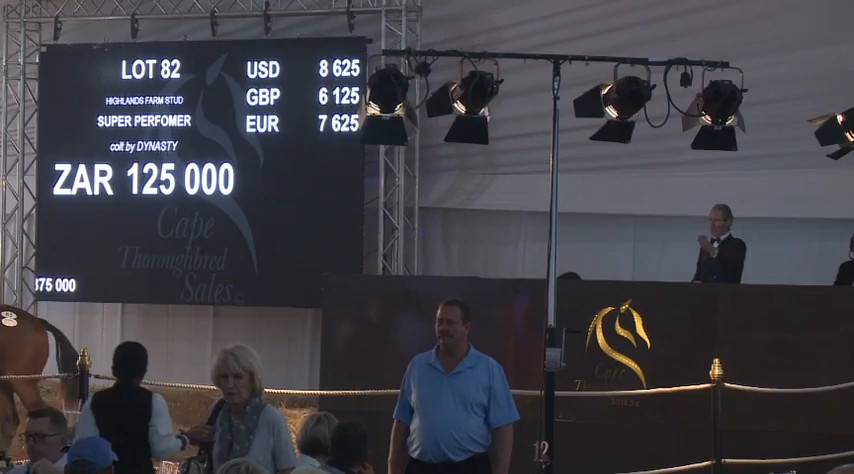 LOT 82
USD 8 625
HIGHLANDS FARM STUD
GBP 6 125
SUPER PERFOMER
EUR 7 625
colt by DYNASTY
ZAR 125 000
Cape
Thoroughbred
Sales
375 000
Cape
12